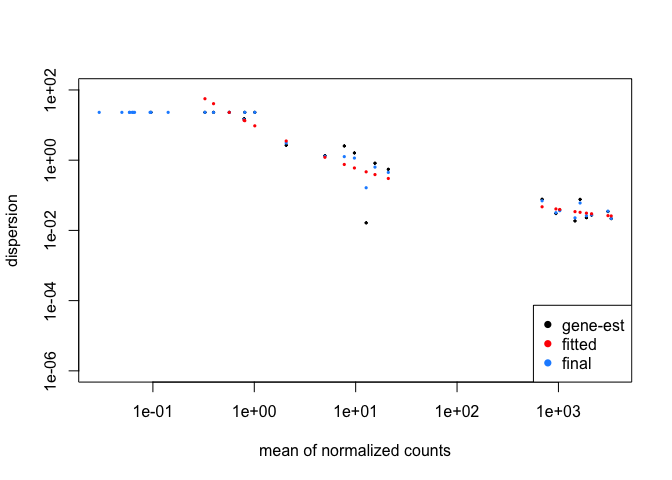 1e+02
1e+00
1e-02
1e-04
1e-06
dispersion
gene-est
fitted
final
1e-01 1e+00 1e+01 1e+02 1e+03
mean of normalized counts